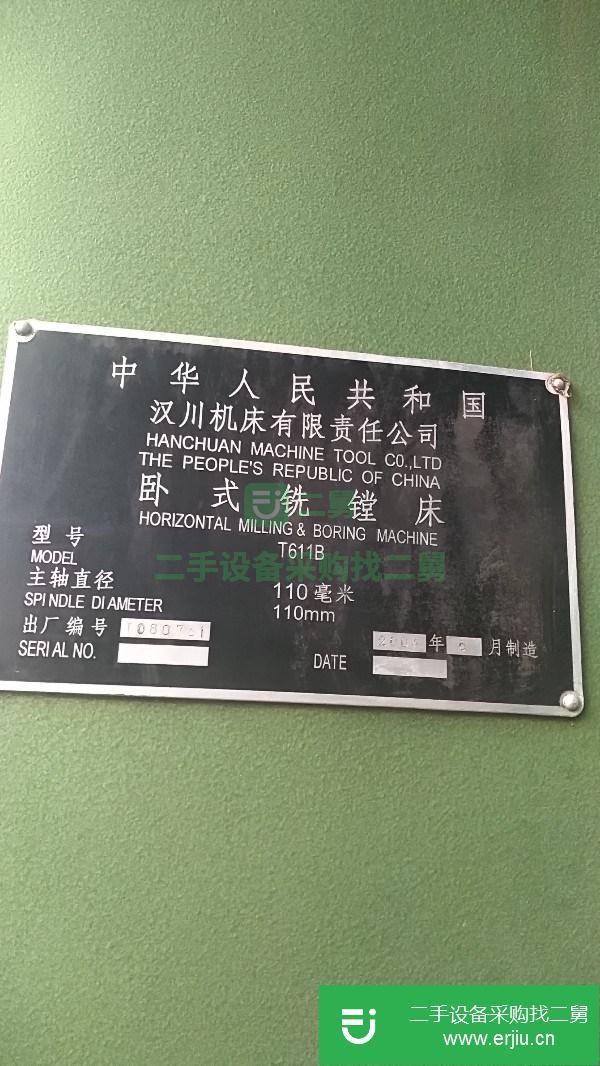 中华人民共和国
汉川机床有限责任公司
HANCHUAN MACHINE TOOL CO.,LTD
THE PEOPLE'S REPUBLIC OF CHINA
卧式铣镗床
二舅
HORIZONTAL MILLING & BORING MACHINE
型号
MODEL
T611B
二手设备采购找二舅
主轴直径
SPINDLE DIAMETER
110毫米
110mm
出厂编号
SERIAL NO.
年 月制造
DATE
二手设备采购找二舅
www.erjiu.cn